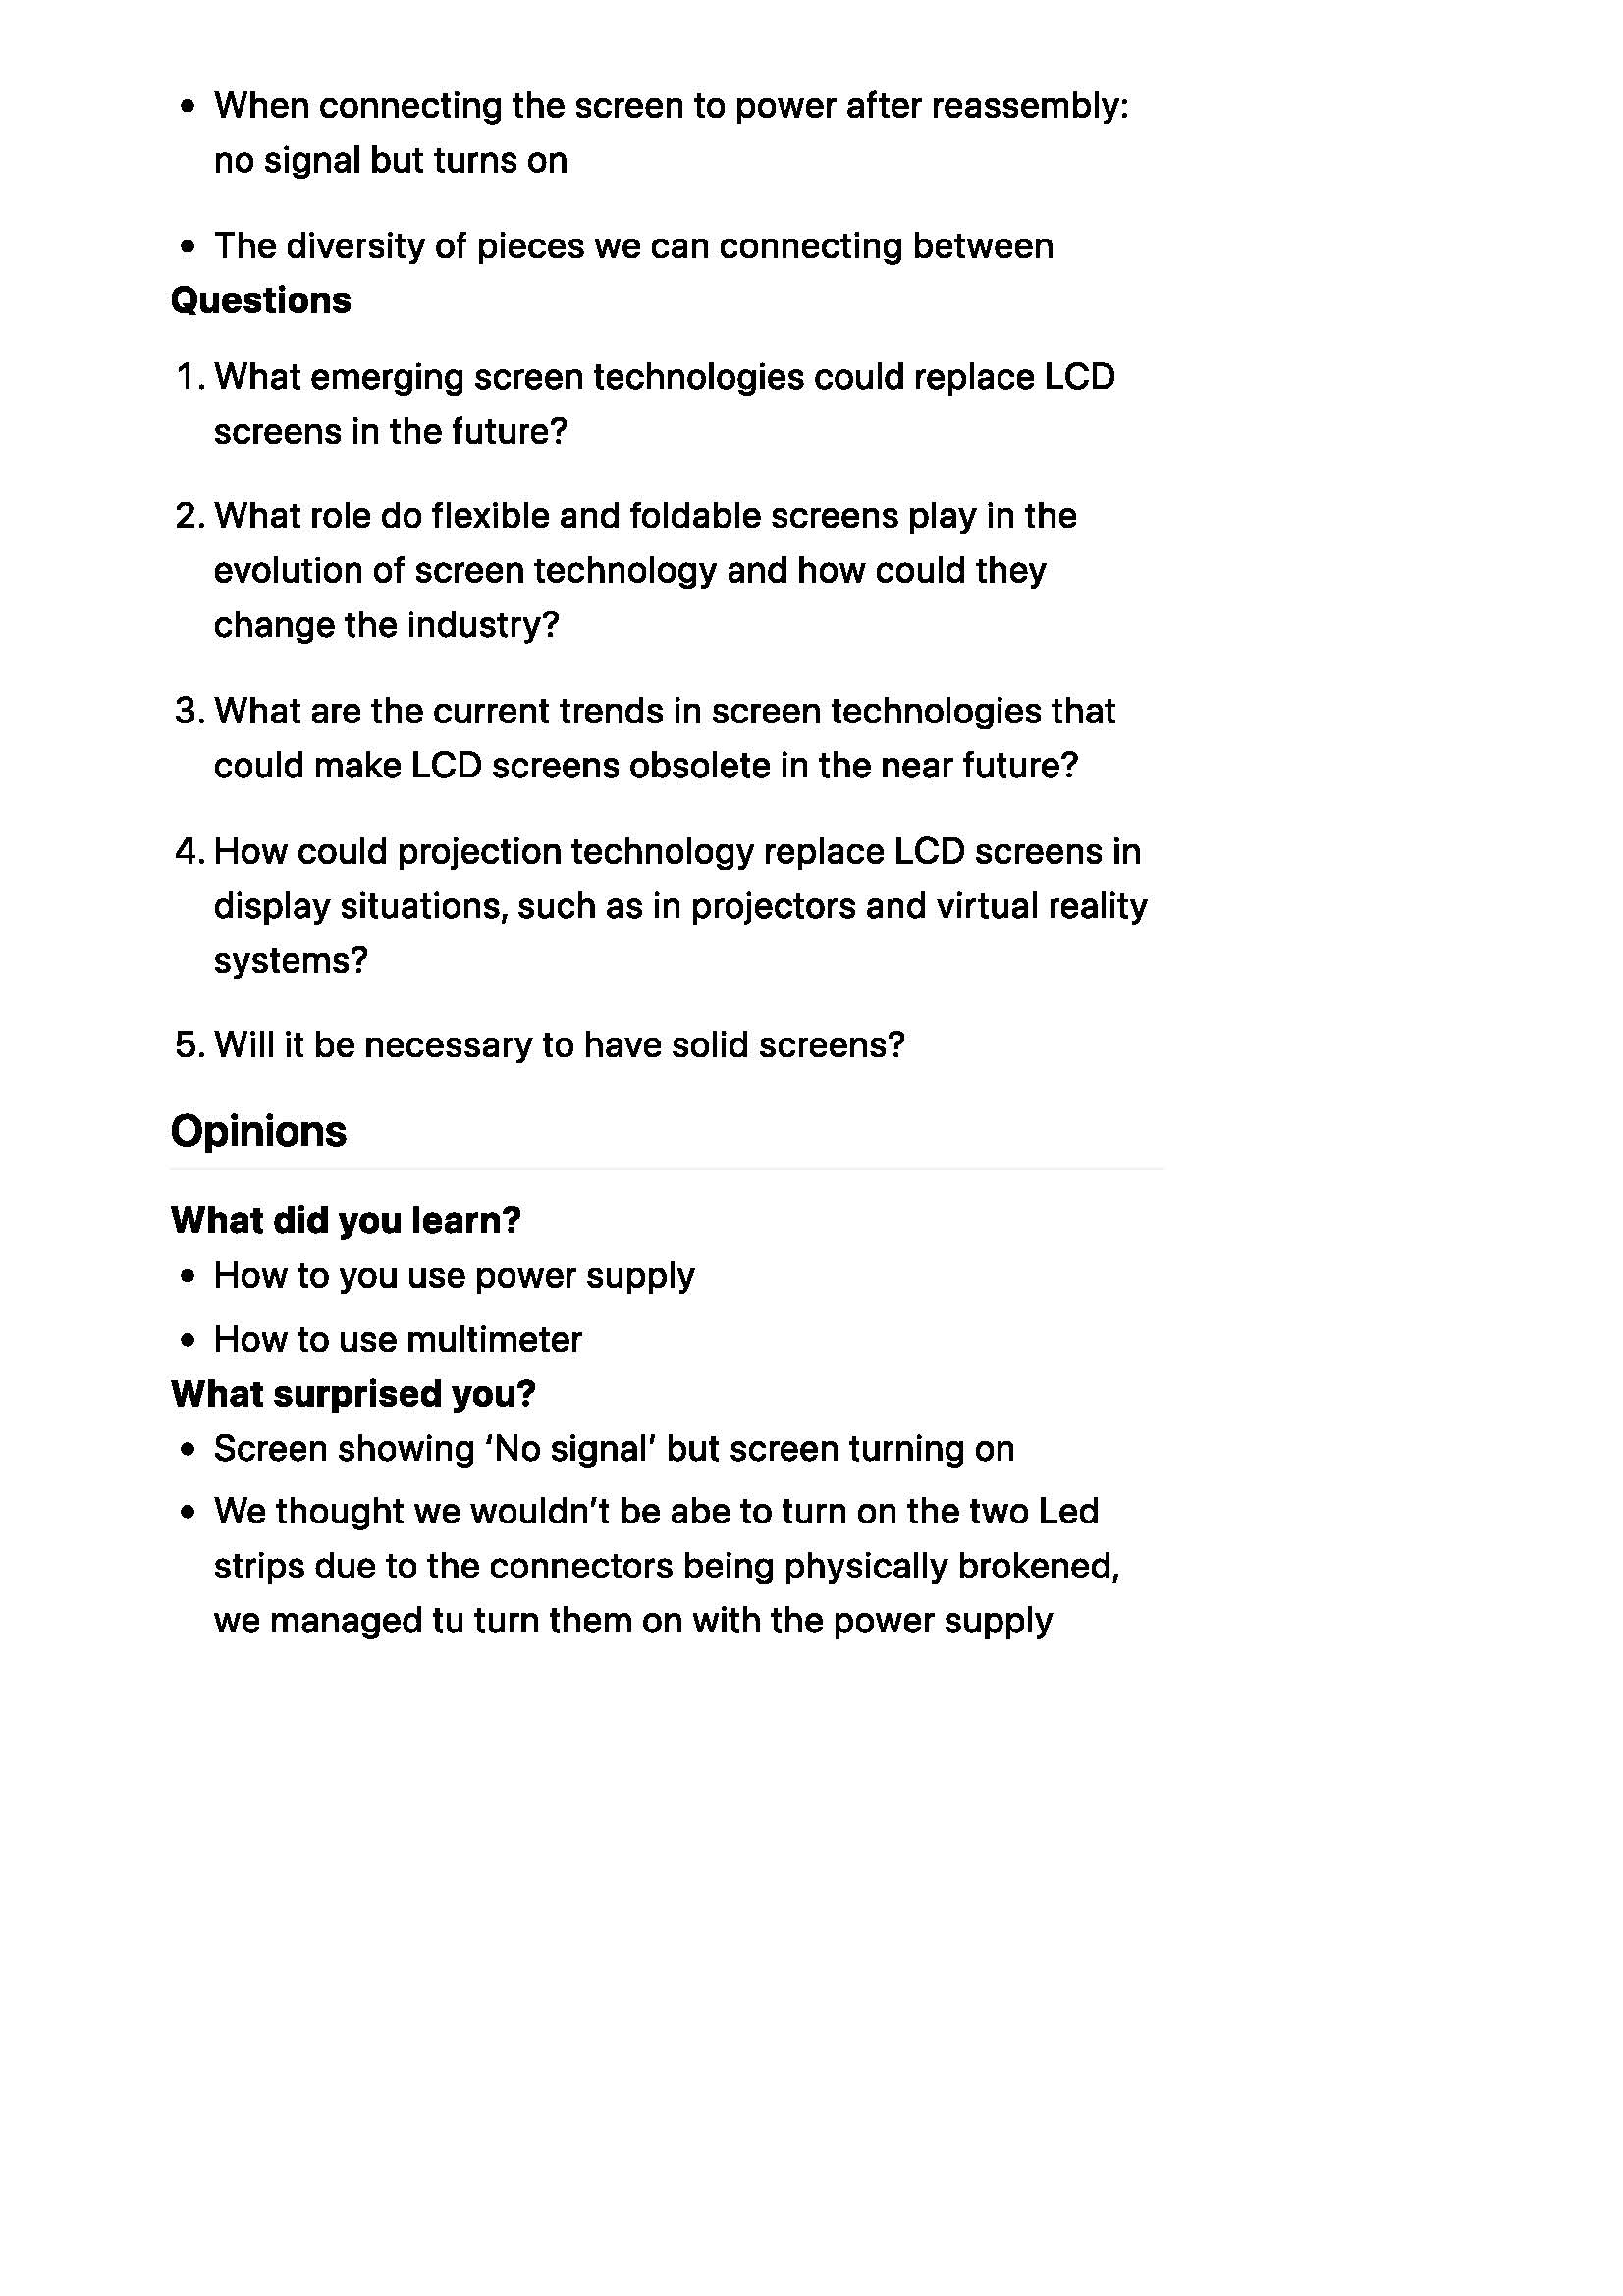 • When connecting the screen to power after reassembly:
no signal but turns on
• The diversity of pieces we can connecting between
Questions
1. What emerging screen technologies could replace LCD
screens in the future?
2. What role do flexible and foldable screens play in the
evolution of screen technology and how could they
change the industry?
3. What are the current trends in screen technologies that
could make LCD screens obsolete in the near future?
4. How could projection technology replace LCD screens in
display situations, such as in projectors and virtual reality
systems?
5. Will it be necessary to have solid screens?
Opinions
What did you learn?
• How to you use power supply
• How to use multimeter
What surprised you?
• Screen showing ‘No signal’ but screen turning on
• We thought we wouldn’t be abe to turn on the two Led
strips due to the connectors being physically brokened,
we managed tu turn them on with the power supply